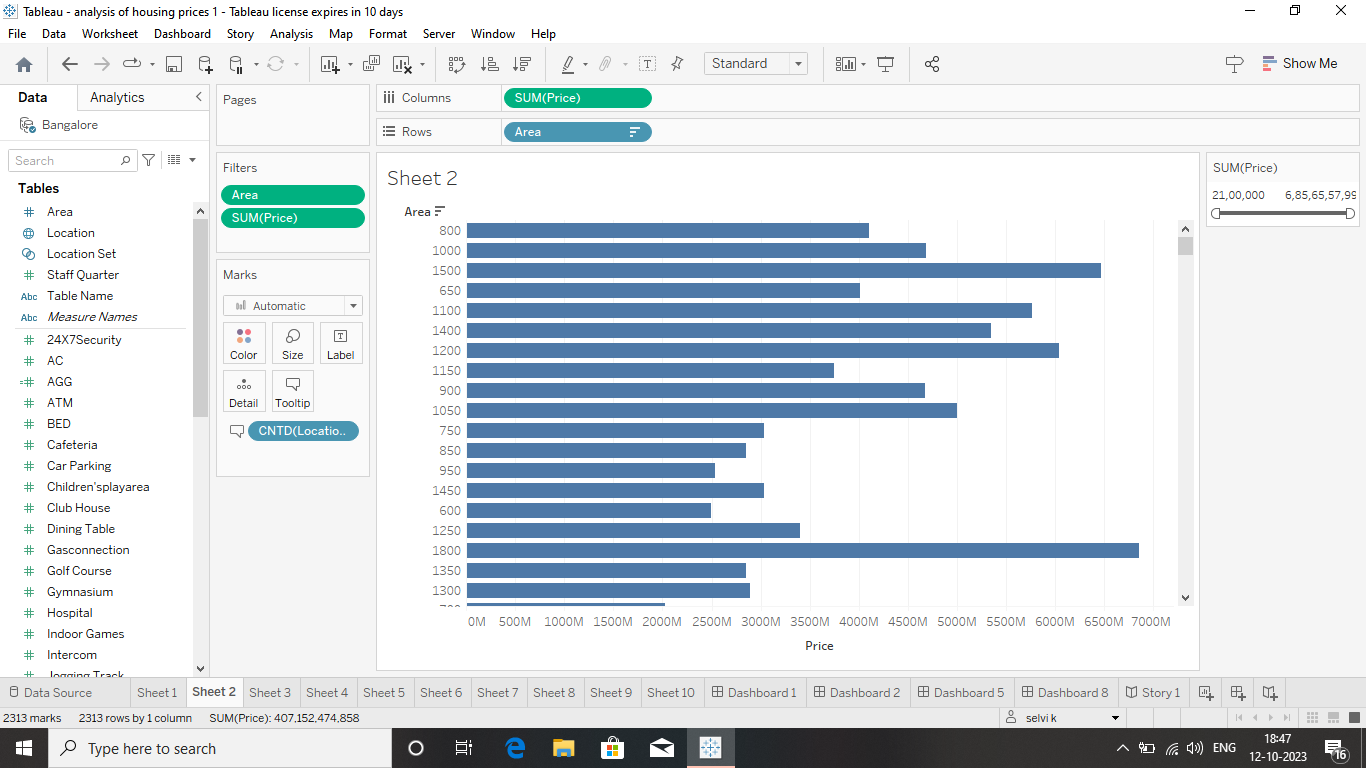 Tableau - analysis of housing prices 1 - Tableau license expires in 10 days
File Data Worksheet Dashboard Story Analysis Map Format Server Window Help
Standard
Show Me
Data Analytics
Bangalore
Search
Tables
Area
Location
Location Set
Staff Quarter
Abc Table Name
Abc Measure Names
24X7Security
AC
AGG
ATM
BED
Cafeteria
Car Parking
Children'splayarea
Club House
Dining Table
Gasconnection
Golf Course
Gymnasium
Hospital
Indoor Games
Intercom
Jogging Track
Pages
Filters
Area
SUM(Price)
Marks
Automatic
Color Size Label
Detail Tooltip
CNTD(Locatio..
Columns SUM(Price)
Rows Area
Sheet 2
Area
800
1000
1500
650
1100
1400
1200
1150
900
1050
750
850
950
1450
600
1250
1800
1350
1300
700
0M 500M 1000M 1500M 2000M 2500M 3000M 3500M 4000M 4500M 5000M 5500M 6000M 6500M 7000M
Price
SUM(Price)
21,00,000 6,85,65,57,99
Data Source Sheet 1 Sheet 2 Sheet 3 Sheet 4 Sheet 5 Sheet 6 Sheet 7 Sheet 8 Sheet 9 Sheet 10 Dashboard 1 Dashboard 2 Dashboard 5 Dashboard 8 Story 1
2313 marks 2313 rows by 1 column SUM(Price): 407,152,474,858
selvi k
Type here to search
ENG
18:47
12-10-2023
16